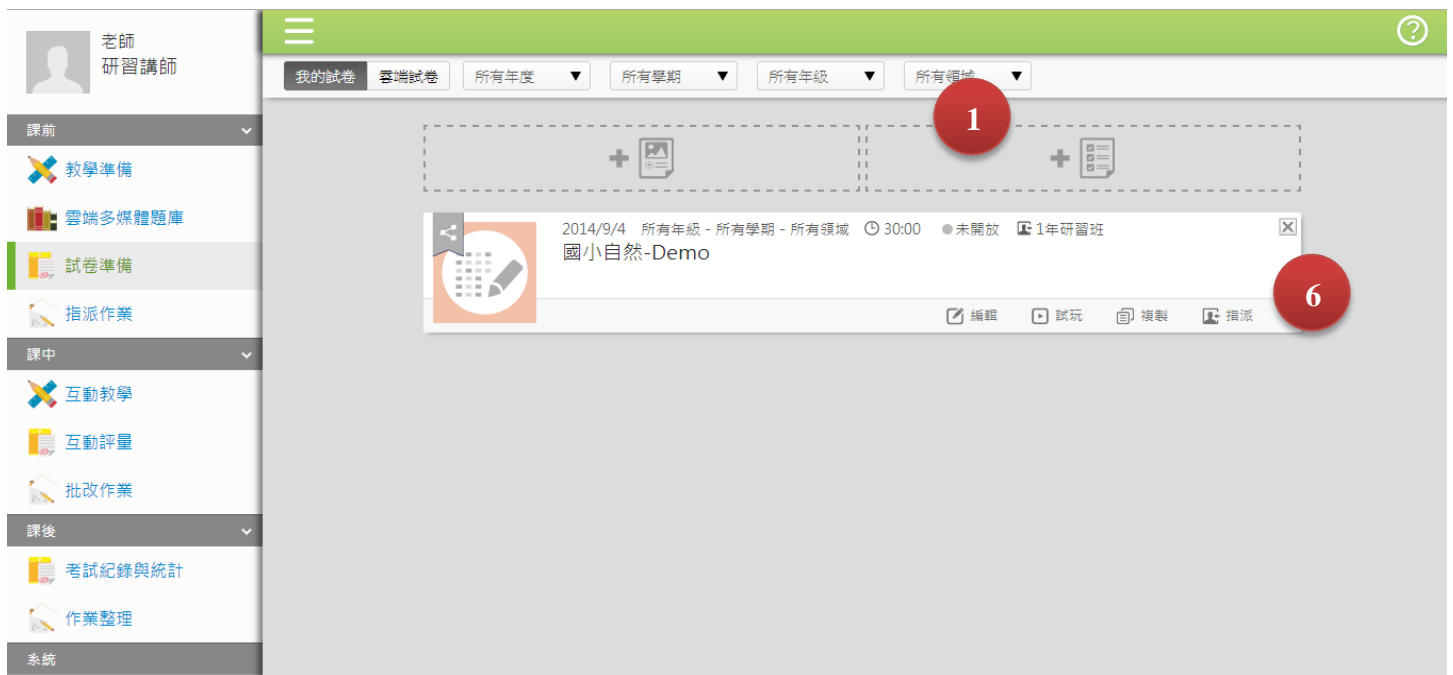 老師
研習講師
課前
教學準備
雲端多媒體題庫
試卷準備
指派作業
課中
互動教學
互動評量
批改作業
課後
考試紀錄與統計
作業整理
系統
?
我的試卷 雲端試卷 所有年度 ▼ 所有學期 ▼ 所有年級 ▼ 所有領域 ▼
1
2014/9/4 所有年級 - 所有學期 - 所有領域 30:00 ●未開放 1年研習班
國小自然-Demo
編輯 試玩 複製 指派
6